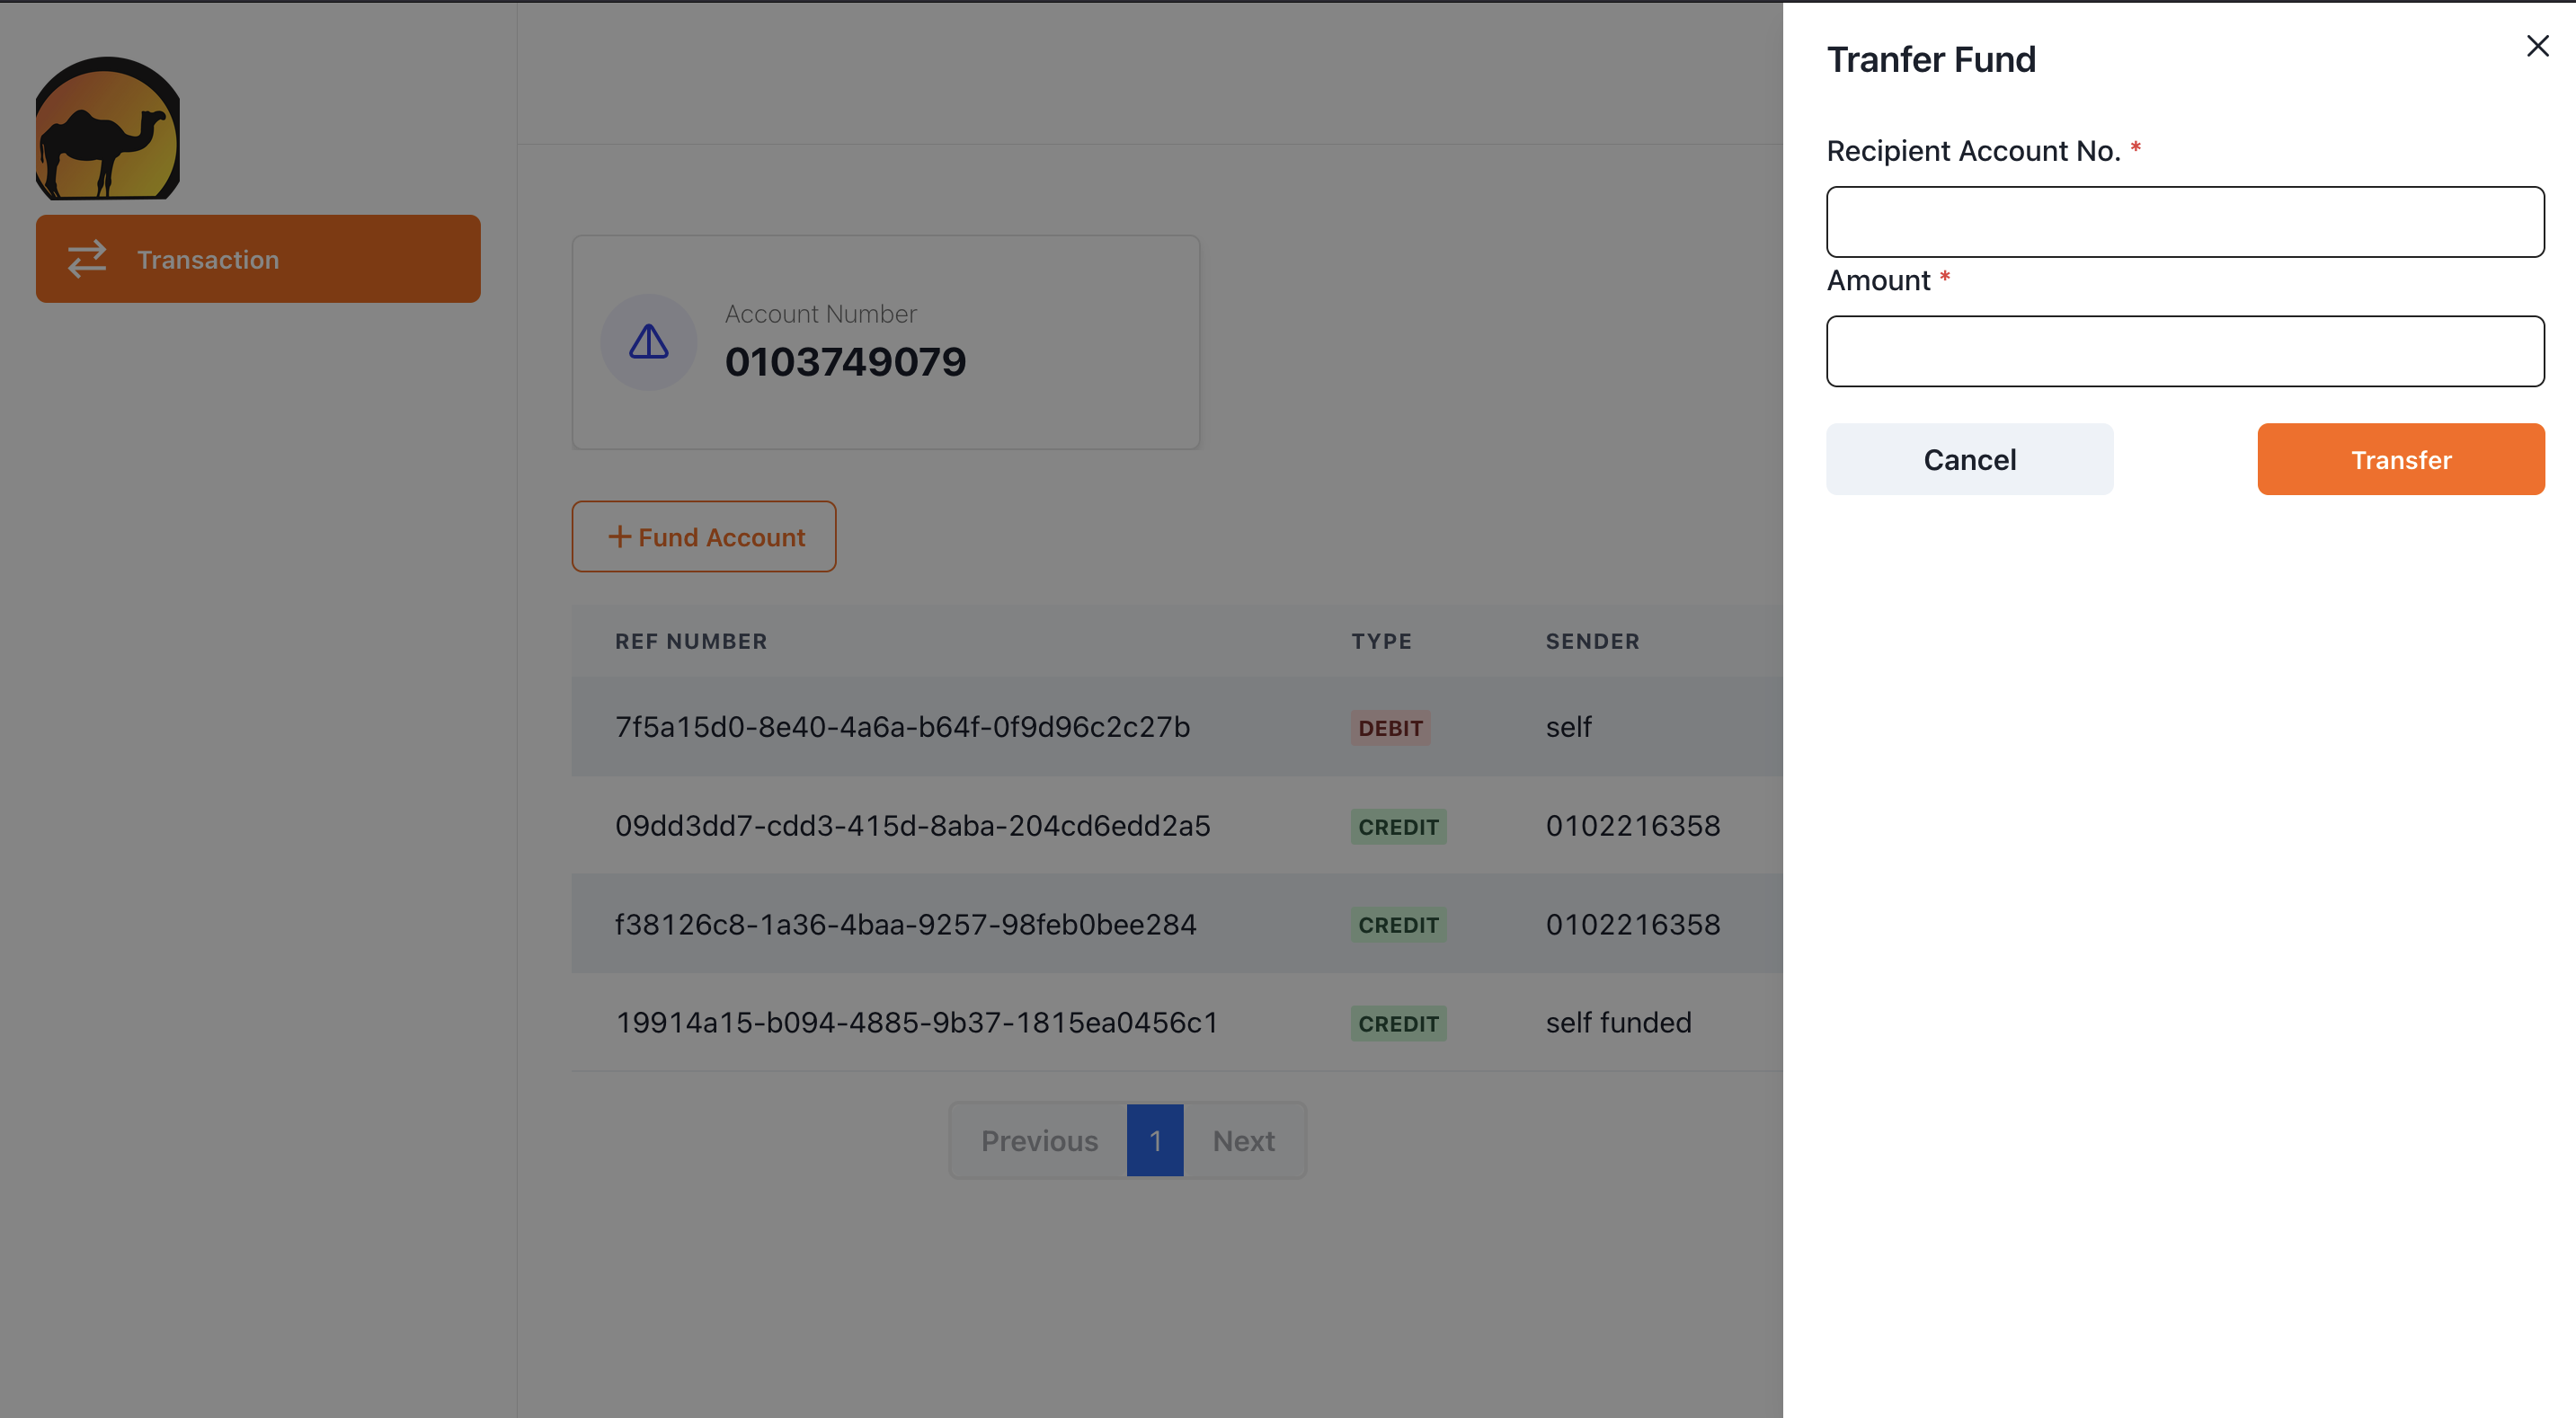 Transaction
Account Number
0103749079
+ Fund Account
REF NUMBER TYPE SENDER
7f5a15d0-8e40-4a6a-b64f-0f9d96c2c27b DEBIT self
09dd3dd7-cdd3-415d-8aba-204cd6edd2a5 CREDIT 0102216358
f38126c8-1a36-4baa-9257-98feb0bee284 CREDIT 0102216358
19914a15-b094-4885-9b37-1815ea0456c1 CREDIT self funded
Previous 1 Next
Tranfer Fund
Recipient Account No. *
Amount *
Cancel Transfer